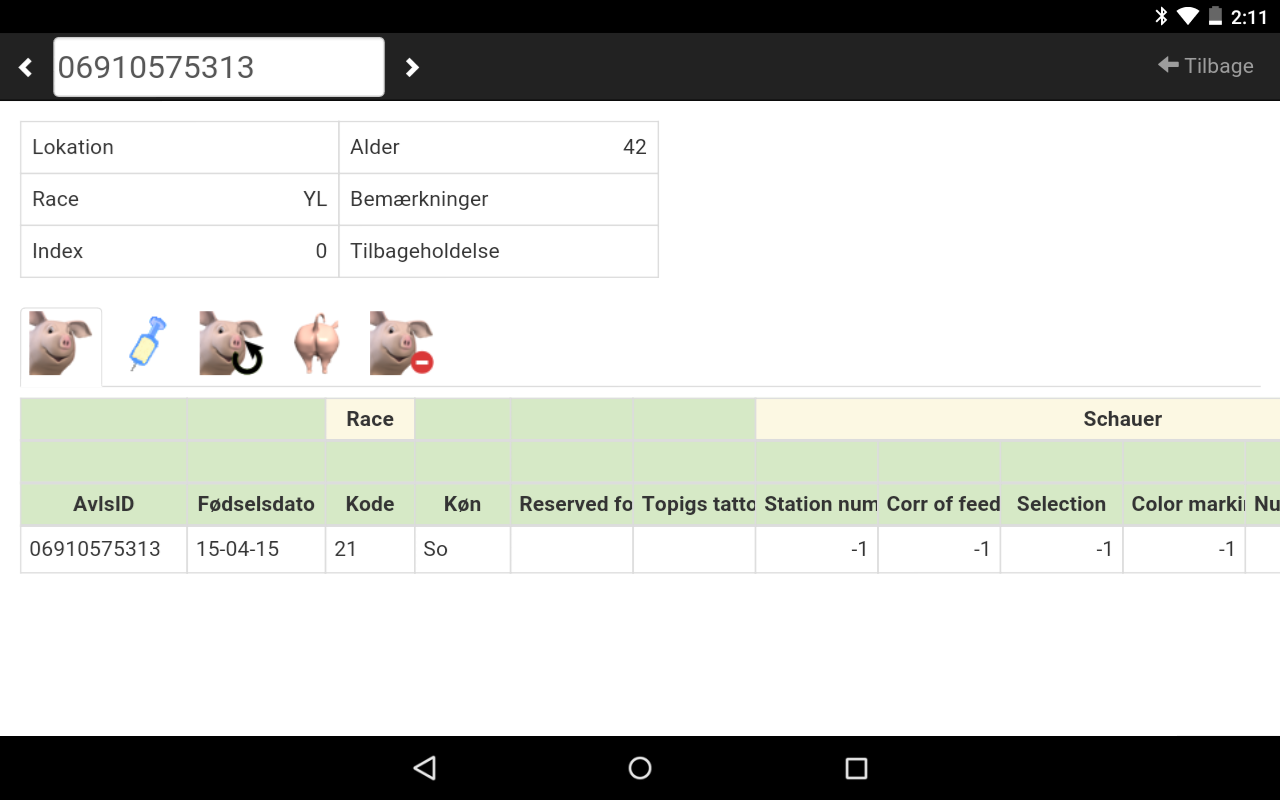 2:11
06910575313
Tilbage
Lokation Alder 42
Race YL Bemærkninger
Index 0 Tilbageholdelse
Race Schauer
AvlsID Fødselsdato Kode Køn Reserved fo Topigs tatto Station num Corr of feed Selection Color marki Nu
06910575313 15-04-15 21 So -1 -1 -1 -1